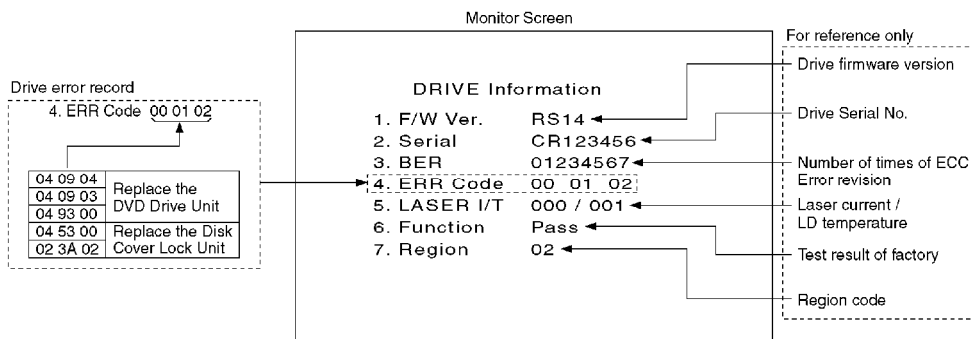 Monitor Screen
Drive error record
4. ERR Code 00 01 02
04 09 04
04 09 03
04 93 00
Replace the
DVD Drive Unit
04 53 00
02 3A 02
Replace the Disk
Cover Lock Unit
DRIVE Information
1. F/W Ver. RS14
2. Serial CR123456
3. BER 01234567
4. ERR Code 00 01 02
5. LASER I/T 000 / 001
6. Function Pass
7. Region 02
For reference only
Drive firmware version
Drive Serial No.
Number of times of ECC
Error revision
Laser current /
LD temperature
Test result of factory
Region code